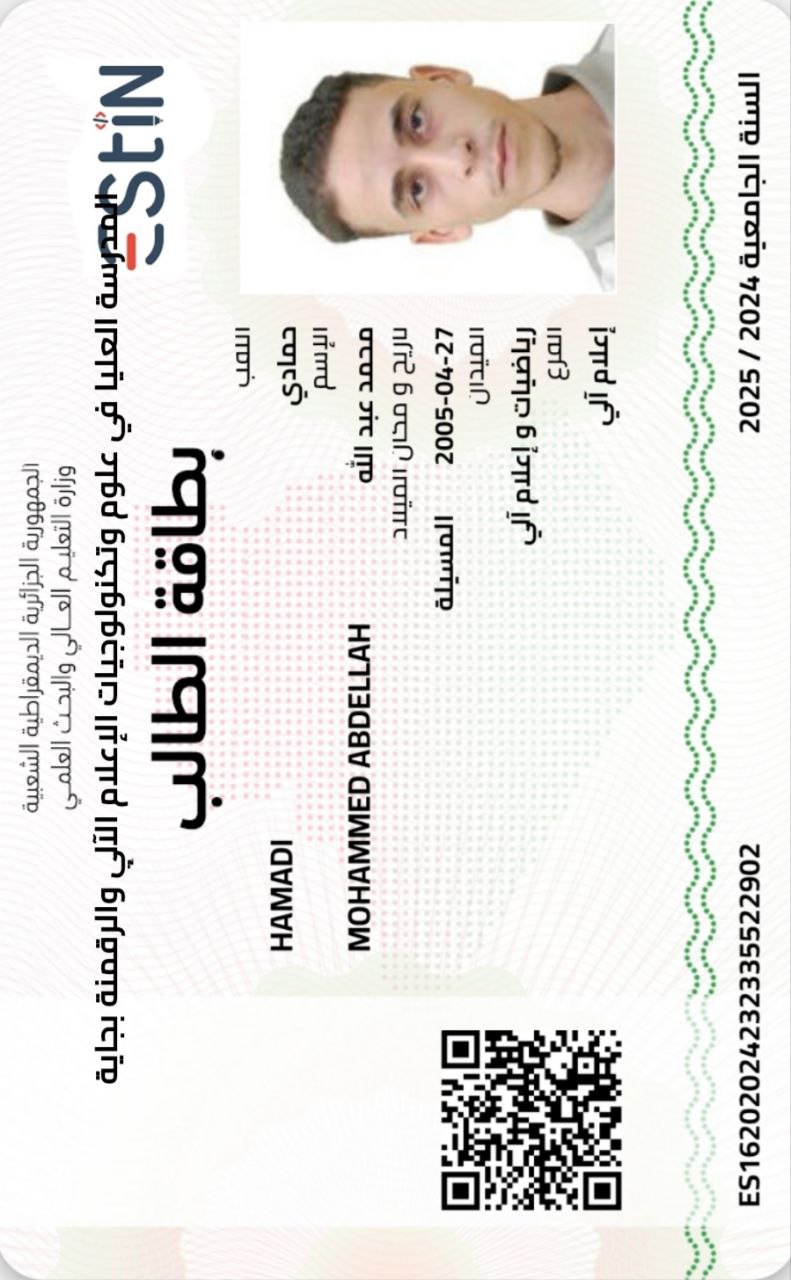 الجمهورية الجزائرية الديمقراطية الشعبية
وزارة التعليم العـالي والبحث العلمـي
المدرسة العليا في علوم وتكنولوجيات الإعلام الآلي والرقمنة بجاية
ESTIN
بطاقة الطالب
اللقب
حمادي
HAMADI
الإسم
محمد عبد الله
MOHAMMED ABDELLAH
تاريخ و مكان الميلاد
2005-04-27 المسيلة
الميدان
رياضيات و إعلام آلي
الفرع
إعلام آلي
السنة الجامعية 2024 / 2025
ES16202024232335522902